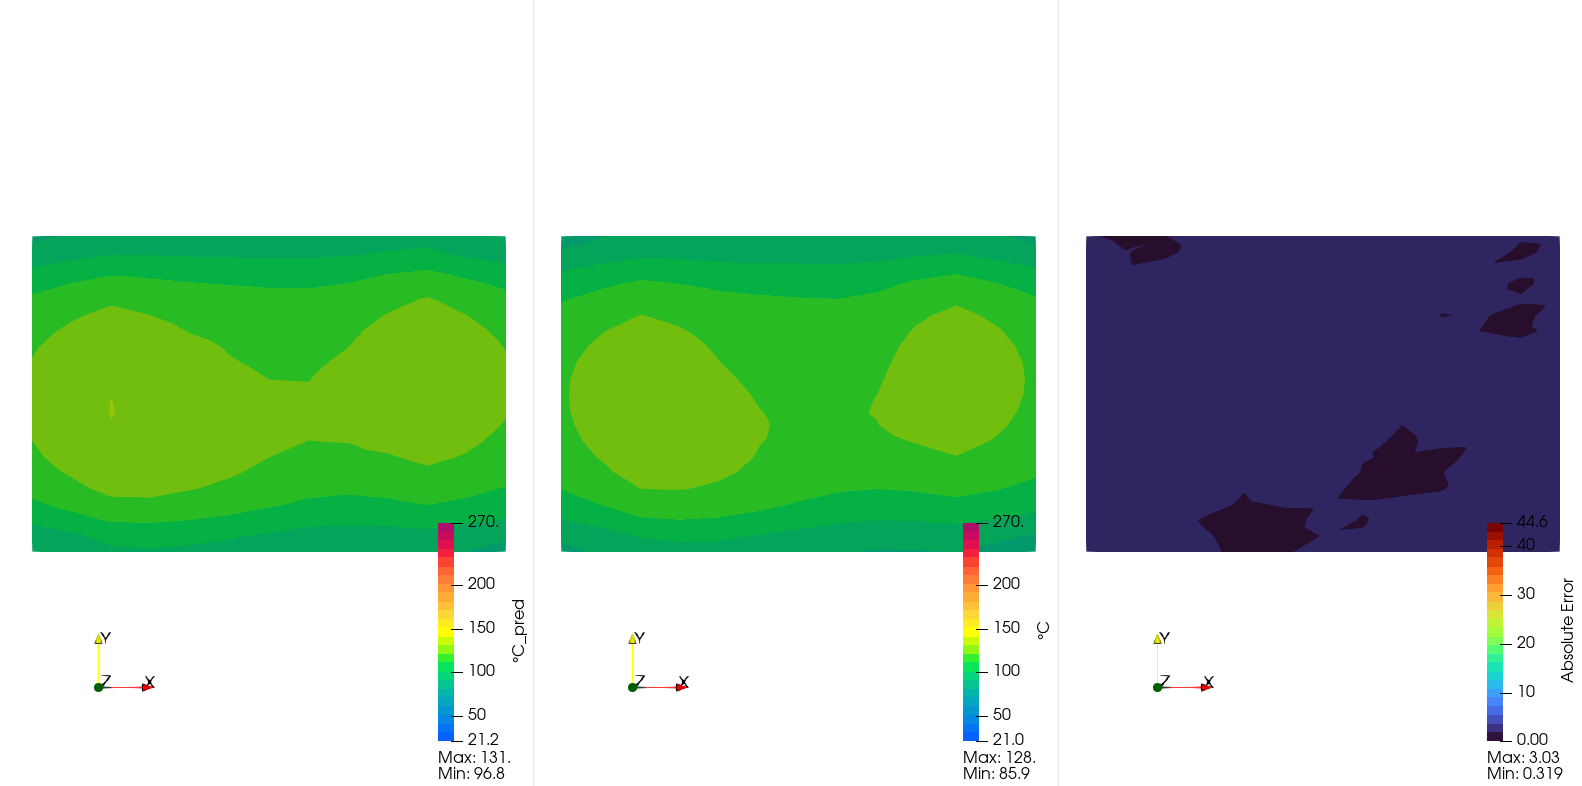 270.
200
150
100
50
21.2
°C_pred
Max: 131.
Min: 96.8
Y
Z
X
270.
200
150
100
50
21.0
°C
Max: 128.
Min: 85.9
Y
Z
X
44.6
40
30
20
10
0.00
Absolute Error
Max: 3.03
Min: 0.319
Y
Z
X